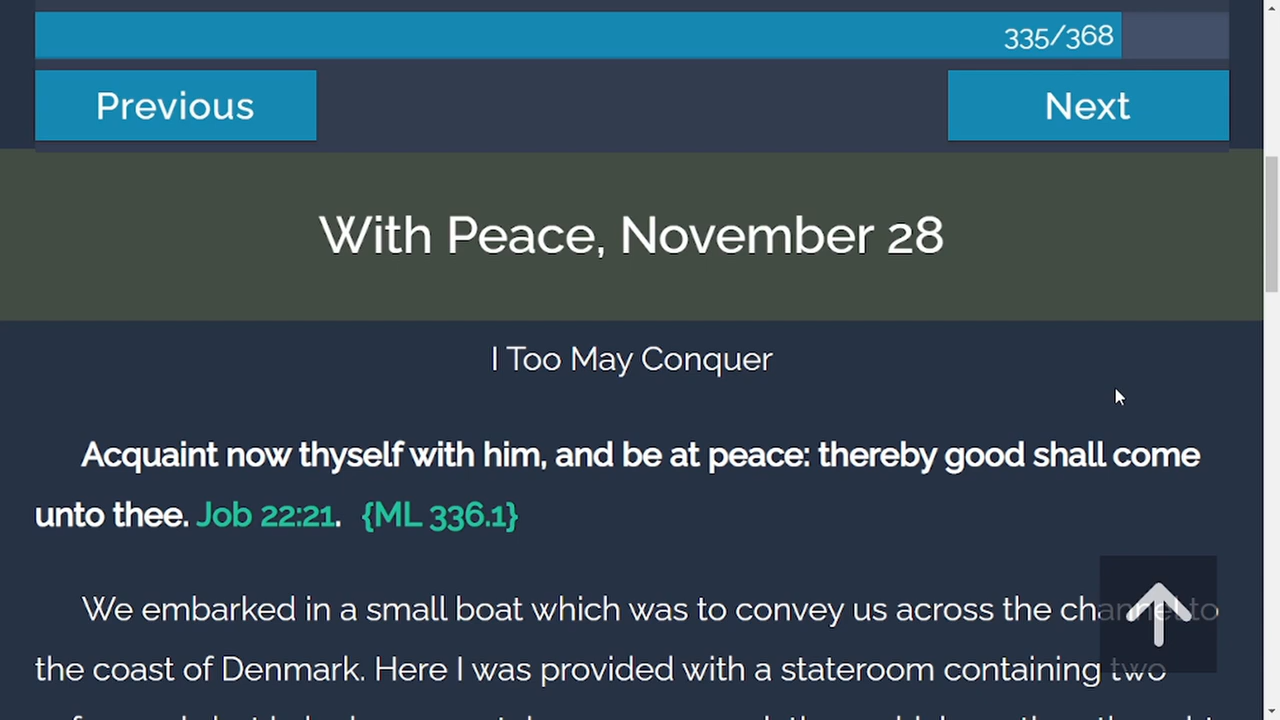 335/368
Previous
Next
With Peace, November 28
I Too May Conquer
Acquaint now thyself with him, and be at peace: thereby good shall come
unto thee. Job 22:21. {ML 336.1}
We embarked in a small boat which was to convey us across the channel to
the coast of Denmark. Here I was provided with a stateroom containing two